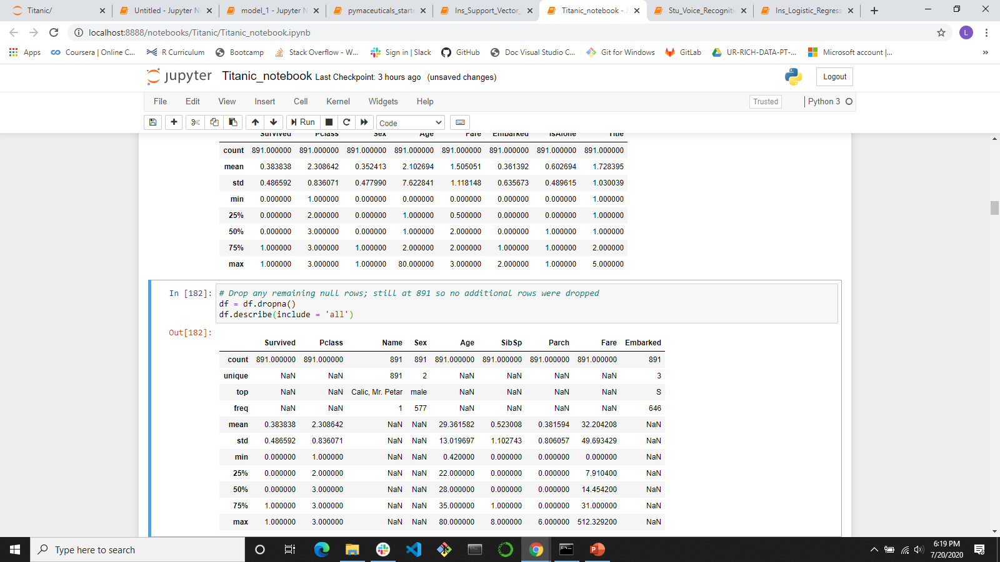 Titanic/
Untitled - Jupyter N
model_1 - Jupyter N
pymaceuticals_starte
Ins_Support_Vector_
Titanic_notebook - J
Stu_Voice_Recogniti
Ins_Logistic_Regress
localhost:8888/notebooks/Titanic/Titanic_notebook.ipynb
L
Apps
Coursera | Online C...
R Curriculum
Bootcamp
Stack Overflow - W...
Sign in | Slack
GitHub
Doc Visual Studio C...
Git for Windows
GitLab
UR-RICH-DATA-PT-...
Microsoft account |...
»
jupyter Titanic_notebook Last Checkpoint: 3 hours ago (unsaved changes)
Logout
File Edit View Insert Cell Kernel Widgets Help
Trusted
Python 3
Run
Code
Survived Pclass Sex Age Fare Embarked IsAlone Title
count 891.000000 891.000000 891.000000 891.000000 891.000000 891.000000 891.000000 891.000000
mean 0.383838 2.308642 0.352413 2.102694 1.505051 0.361392 0.602694 1.728395
std 0.486592 0.836071 0.477990 7.622841 1.118148 0.635673 0.489615 1.030039
min 0.000000 1.000000 0.000000 0.000000 0.000000 0.000000 0.000000 1.000000
25% 0.000000 2.000000 0.000000 1.000000 0.500000 0.000000 0.000000 1.000000
50% 0.000000 3.000000 0.000000 1.000000 2.000000 0.000000 1.000000 1.000000
75% 1.000000 3.000000 1.000000 2.000000 2.000000 1.000000 1.000000 2.000000
max 1.000000 3.000000 1.000000 80.000000 3.000000 2.000000 1.000000 5.000000
In [182]: # Drop any remaining null rows; still at 891 so no additional rows were dropped
df = df.dropna()
df.describe(include = 'all')
Out[182]:
Survived Pclass Name Sex Age SibSp Parch Fare Embarked
count 891.000000 891.000000 891 891 891.000000 891.000000 891.000000 891.000000 891
unique NaN NaN 891 2 NaN NaN NaN NaN 3
top NaN NaN Calic, Mr. Petar male NaN NaN NaN NaN S
freq NaN NaN 1 577 NaN NaN NaN NaN 646
mean 0.383838 2.308642 NaN NaN 29.361582 0.523008 0.381594 32.204208 NaN
std 0.486592 0.836071 NaN NaN 13.019697 1.102743 0.806057 49.693429 NaN
min 0.000000 1.000000 NaN NaN 0.420000 0.000000 0.000000 0.000000 NaN
25% 0.000000 2.000000 NaN NaN 22.000000 0.000000 0.000000 7.910400 NaN
50% 0.000000 3.000000 NaN NaN 28.000000 0.000000 0.000000 14.454200 NaN
75% 1.000000 3.000000 NaN NaN 35.000000 1.000000 0.000000 31.000000 NaN
max 1.000000 3.000000 NaN NaN 80.000000 8.000000 6.000000 512.329200 NaN
Type here to search
6:19 PM
7/20/2020